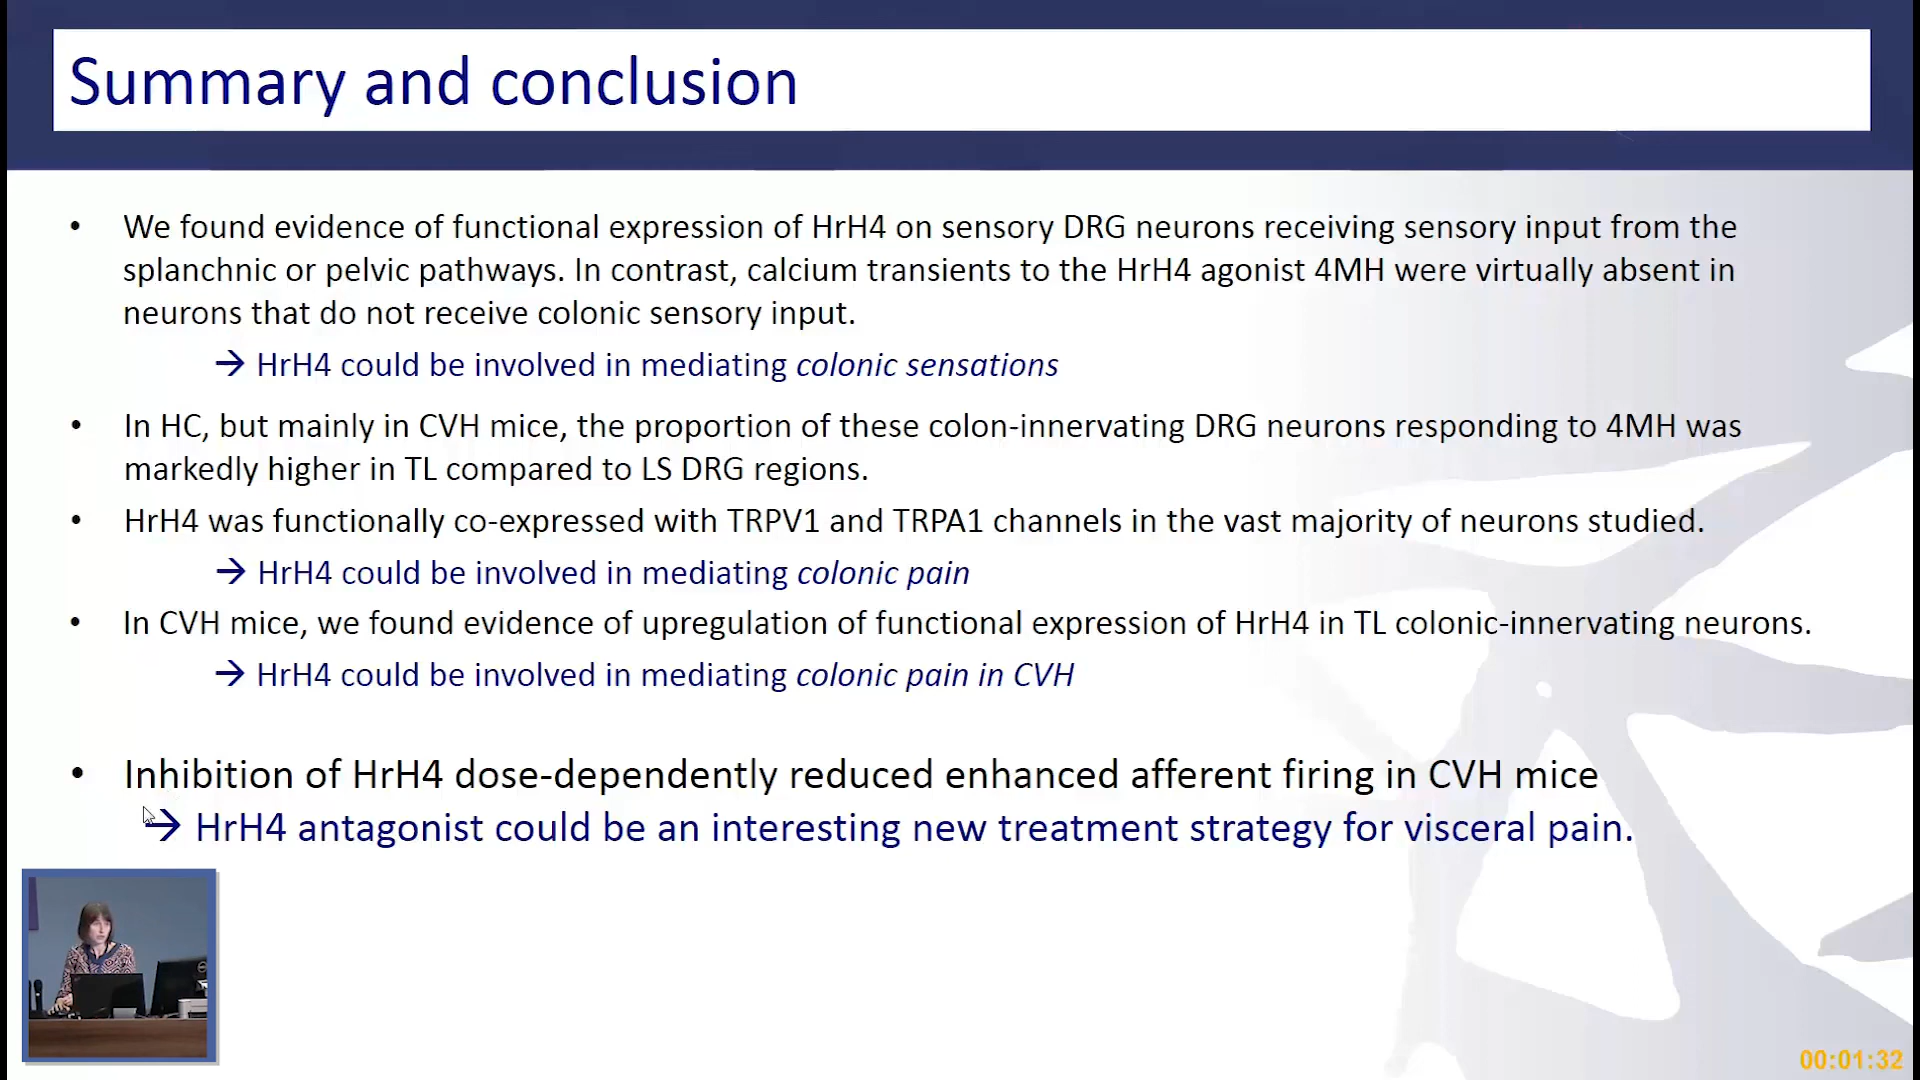 Summary and conclusion
• We found evidence of functional expression of HrH4 on sensory DRG neurons receiving sensory input from the
splanchnic or pelvic pathways. In contrast, calcium transients to the HrH4 agonist 4MH were virtually absent in
neurons that do not receive colonic sensory input.
→ HrH4 could be involved in mediating colonic sensations
• In HC, but mainly in CVH mice, the proportion of these colon-innervating DRG neurons responding to 4MH was
markedly higher in TL compared to LS DRG regions.
• HrH4 was functionally co-expressed with TRPV1 and TRPA1 channels in the vast majority of neurons studied.
→ HrH4 could be involved in mediating colonic pain
• In CVH mice, we found evidence of upregulation of functional expression of HrH4 in TL colonic-innervating neurons.
→ HrH4 could be involved in mediating colonic pain in CVH
• Inhibition of HrH4 dose-dependently reduced enhanced afferent firing in CVH mice
→ HrH4 antagonist could be an interesting new treatment strategy for visceral pain.
00:01:32